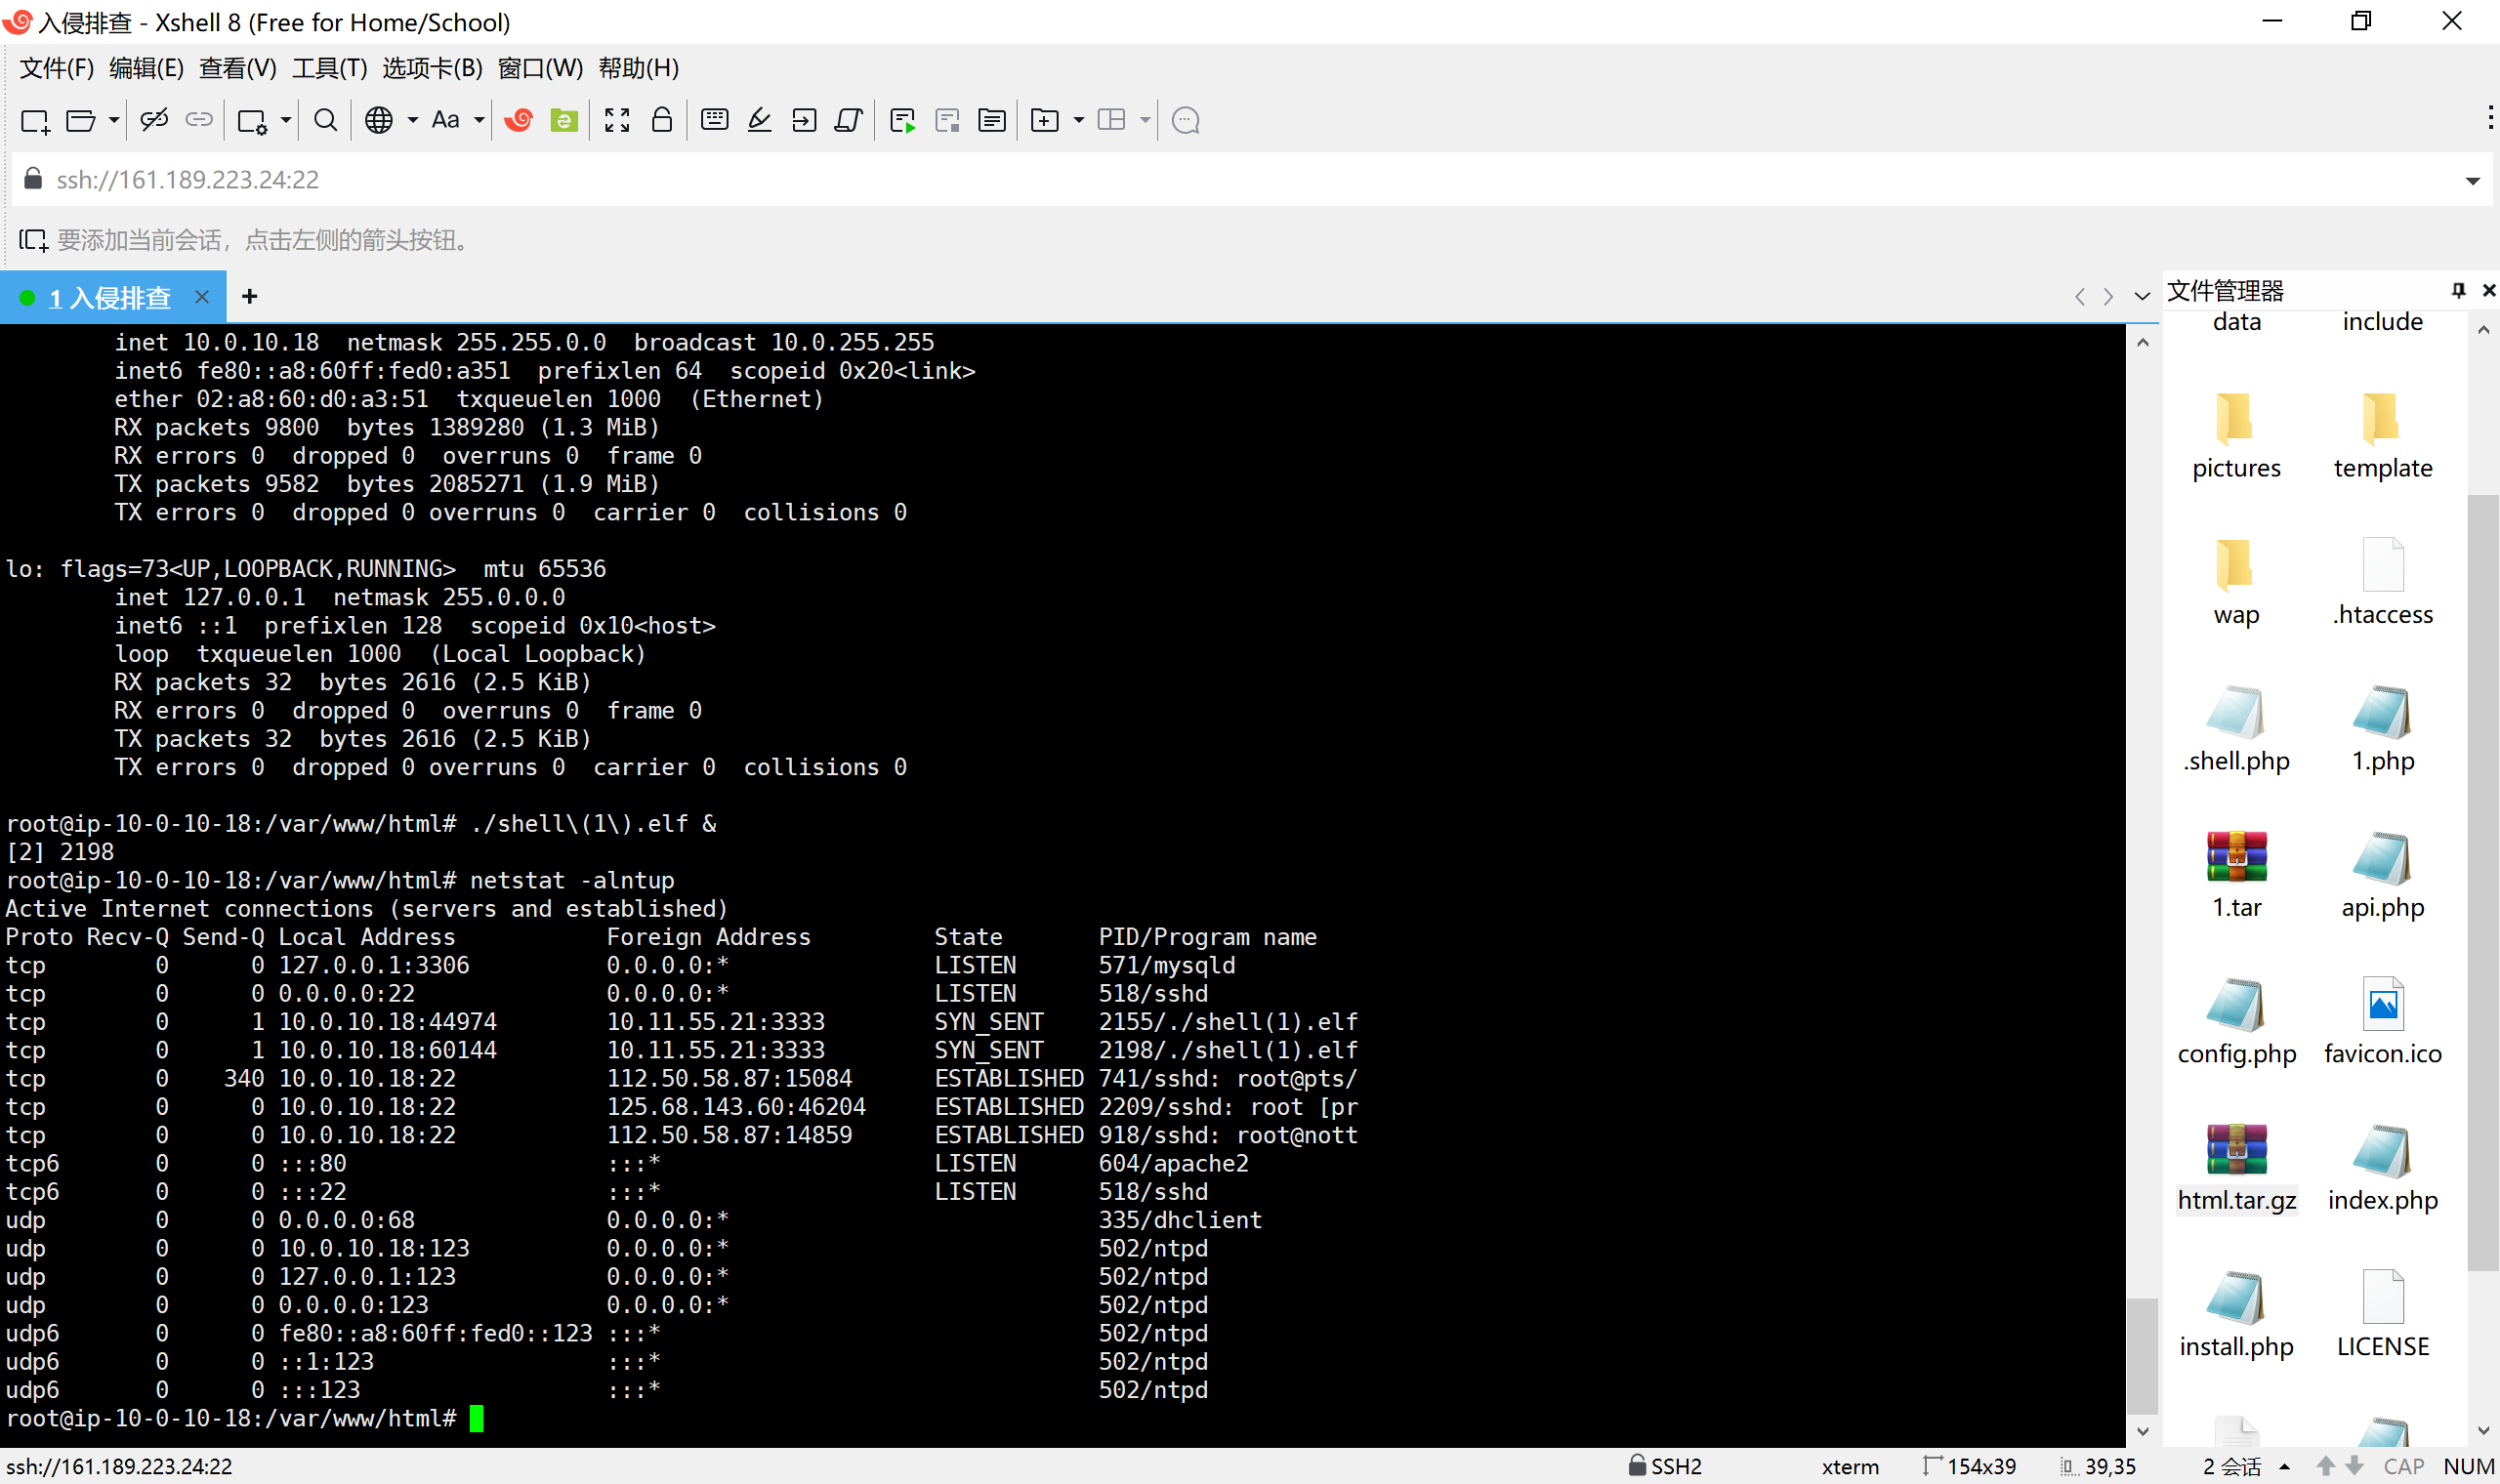 入侵排查 - Xshell 8 (Free for Home/School)
文件(F) 编辑(E) 查看(V) 工具(T) 选项卡(B) 窗口(W) 帮助(H)
Aa
ssh://161.189.223.24:22
要添加当前会话，点击左侧的箭头按钮。
1 入侵排查
inet 10.0.10.18  netmask 255.255.0.0  broadcast 10.0.255.255
inet6 fe80::a8:60ff:fed0:a351  prefixlen 64  scopeid 0x20<link>
ether 02:a8:60:d0:a3:51  txqueuelen 1000  (Ethernet)
RX packets 9800  bytes 1389280 (1.3 MiB)
RX errors 0  dropped 0  overruns 0  frame 0
TX packets 9582  bytes 2085271 (1.9 MiB)
TX errors 0  dropped 0 overruns 0  carrier 0  collisions 0
lo: flags=73<UP,LOOPBACK,RUNNING>  mtu 65536
inet 127.0.0.1  netmask 255.0.0.0
inet6 ::1  prefixlen 128  scopeid 0x10<host>
loop  txqueuelen 1000  (Local Loopback)
RX packets 32  bytes 2616 (2.5 KiB)
RX errors 0  dropped 0  overruns 0  frame 0
TX packets 32  bytes 2616 (2.5 KiB)
TX errors 0  dropped 0 overruns 0  carrier 0  collisions 0
root@ip-10-0-10-18:/var/www/html# ./shell\(1\).elf &
[2] 2198
root@ip-10-0-10-18:/var/www/html# netstat -alntup
Active Internet connections (servers and established)
Proto Recv-Q Send-Q Local Address           Foreign Address         State       PID/Program name
tcp        0      0 127.0.0.1:3306          0.0.0.0:*               LISTEN      571/mysqld
tcp        0      0 0.0.0.0:22              0.0.0.0:*               LISTEN      518/sshd
tcp        0      1 10.0.10.18:44974        10.11.55.21:3333        SYN_SENT    2155/./shell(1).elf
tcp        0      1 10.0.10.18:60144        10.11.55.21:3333        SYN_SENT    2198/./shell(1).elf
tcp        0    340 10.0.10.18:22           112.50.58.87:15084      ESTABLISHED 741/sshd: root@pts/
tcp        0      0 10.0.10.18:22           125.68.143.60:46204     ESTABLISHED 2209/sshd: root [pr
tcp        0      0 10.0.10.18:22           112.50.58.87:14859      ESTABLISHED 918/sshd: root@nott
tcp6       0      0 :::80                   :::*                    LISTEN      604/apache2
tcp6       0      0 :::22                   :::*                    LISTEN      518/sshd
udp        0      0 0.0.0.0:68              0.0.0.0:*                           335/dhclient
udp        0      0 10.0.10.18:123          0.0.0.0:*                           502/ntpd
udp        0      0 127.0.0.1:123           0.0.0.0:*                           502/ntpd
udp        0      0 0.0.0.0:123             0.0.0.0:*                           502/ntpd
udp6       0      0 fe80::a8:60ff:fed0::123 :::*                                502/ntpd
udp6       0      0 ::1:123                 :::*                                502/ntpd
udp6       0      0 :::123                  :::*                                502/ntpd
root@ip-10-0-10-18:/var/www/html#
文件管理器
data include
pictures template
wap .htaccess
.shell.php 1.php
1.tar api.php
config.php favicon.ico
html.tar.gz index.php
install.php LICENSE
ssh://161.189.223.24:22 SSH2 xterm 154x39 39,35 2 会话 CAP NUM